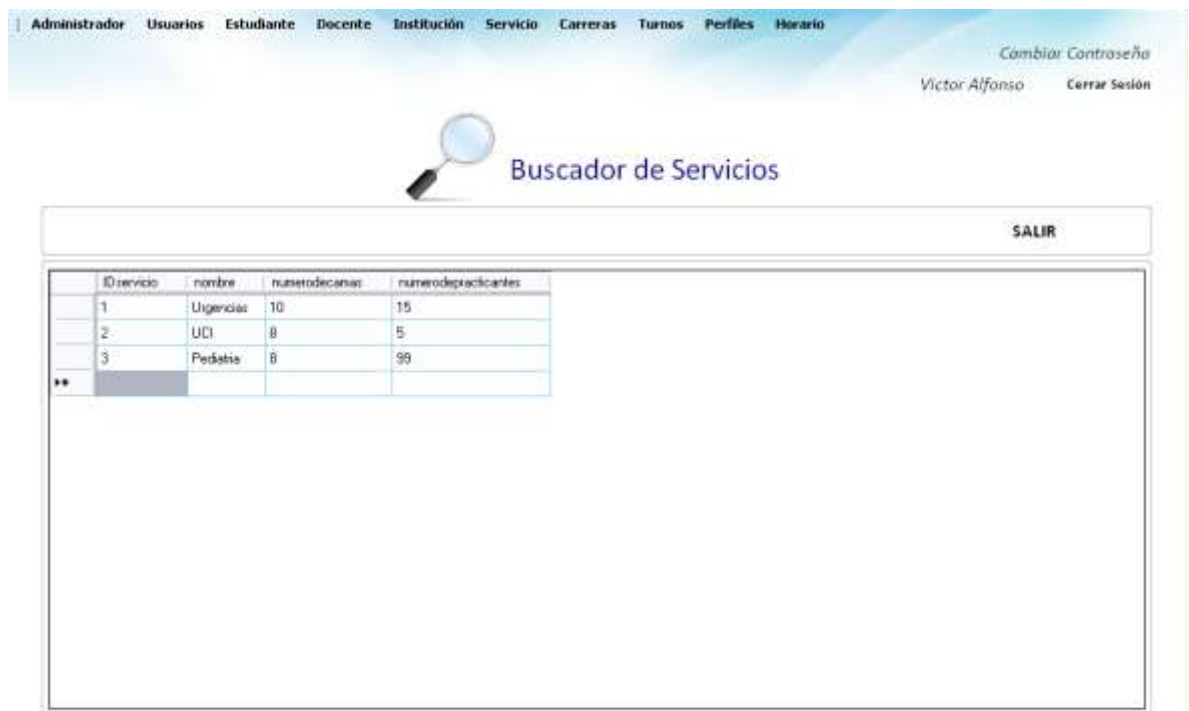 Administrador Usuarios Estudiante Docente Institución Servicio Carreras Turnos Perfiles Horario
Cambiar Contraseña
Victor Alfonso Cerrar Sesión
Buscador de Servicios
SALIR
IDservicio nombre numerodecamas numerodepracticantes
1 Urgencias 10 15
2 UCI 8 5
3 Pediatria 8 99